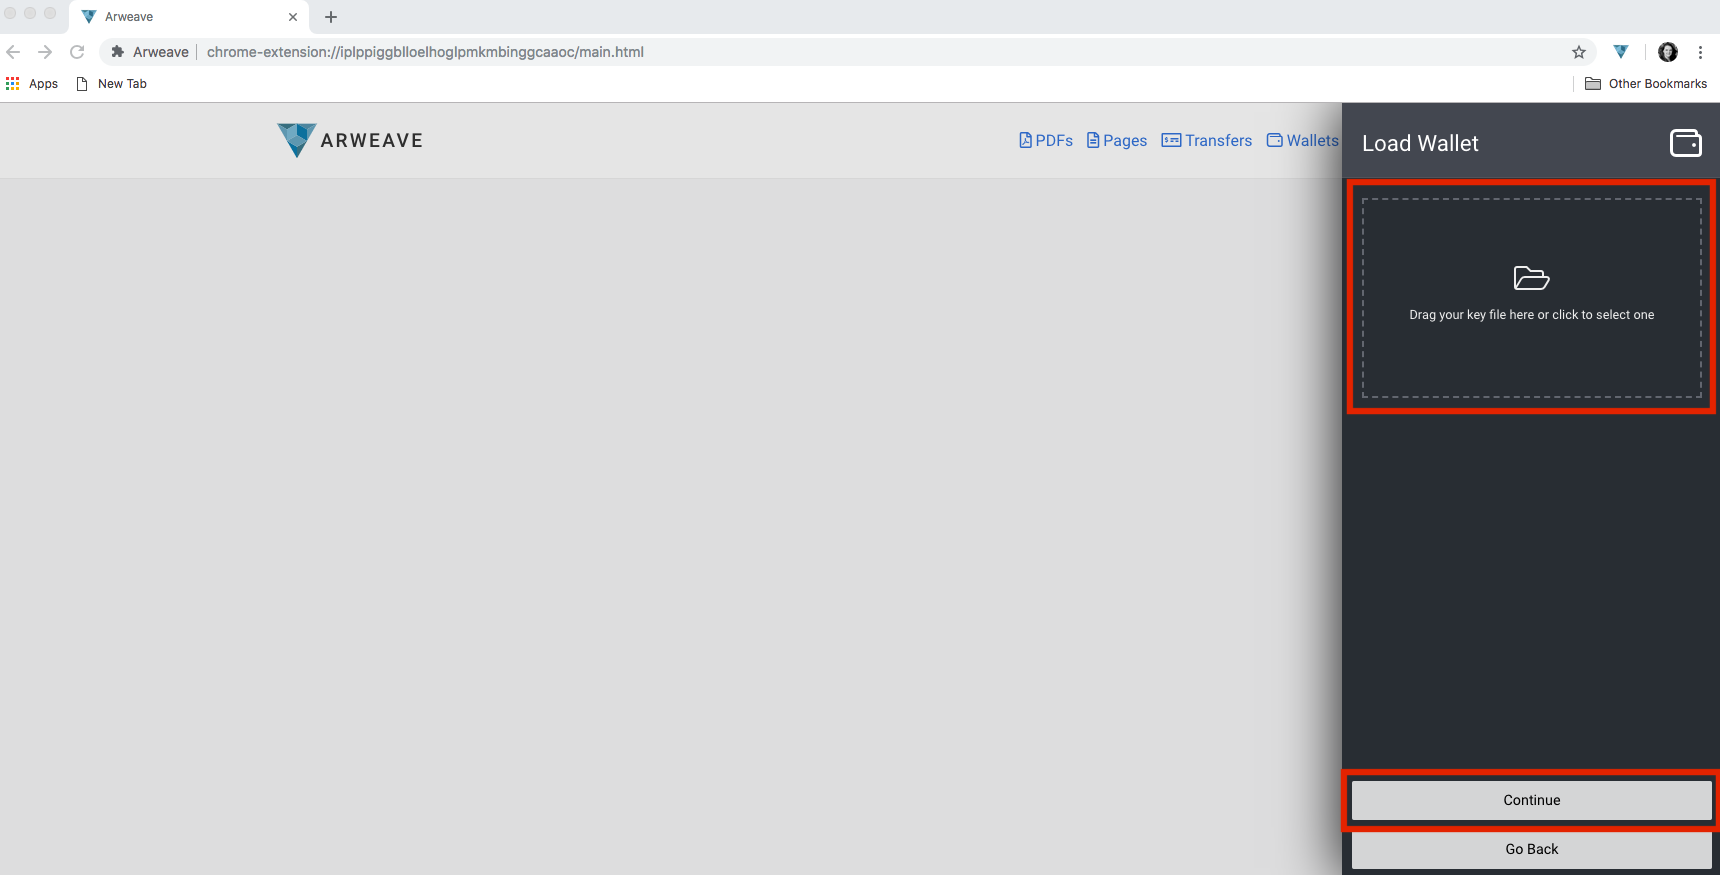 Arweave
Arweave chrome-extension://iplppiggblloelhoglpmkmbinggcaaoc/main.html
Apps New Tab Other Bookmarks
ARWEAVE PDFs Pages Transfers Wallets
Load Wallet
Drag your key file here or click to select one
Continue
Go Back